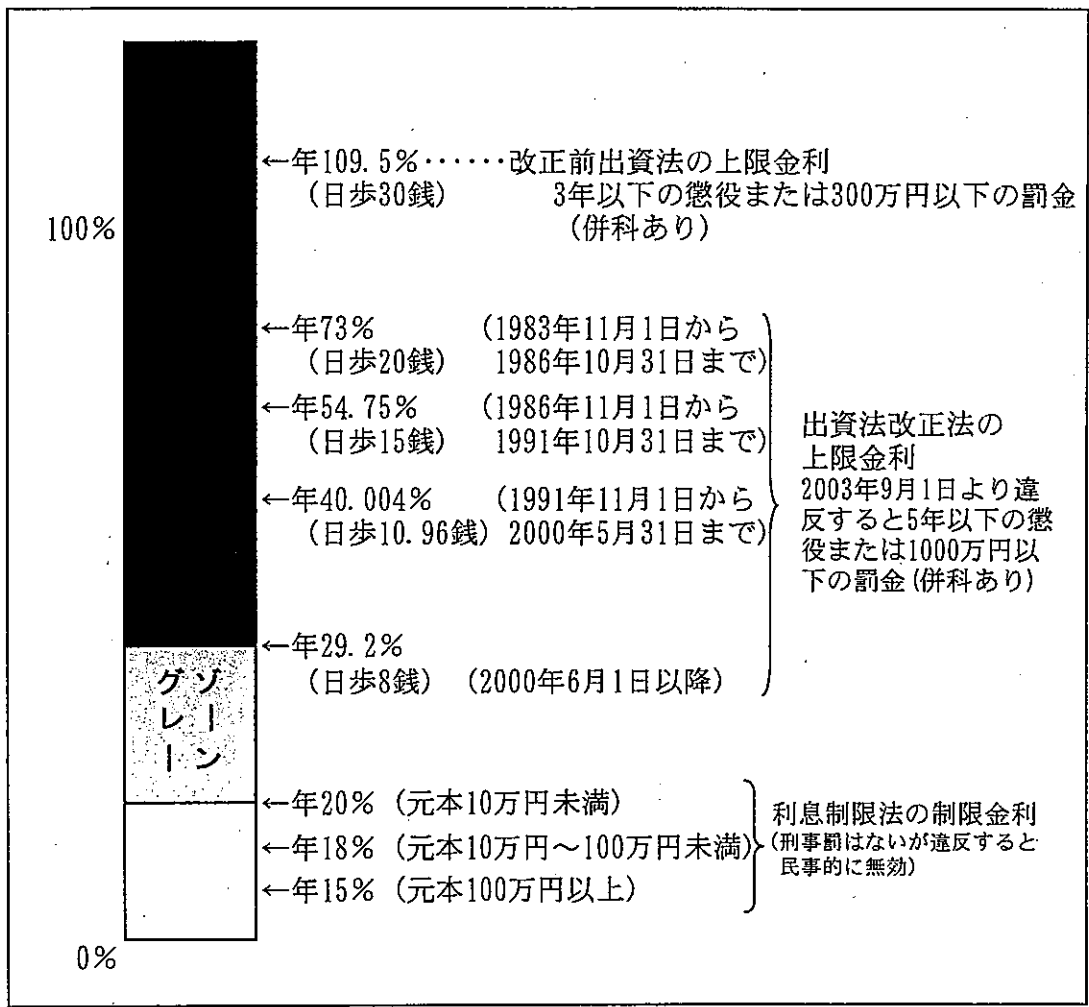 ←年109.5%……改正前出資法の上限金利
(日歩30銭) 3年以下の懲役または300万円以下の罰金
(併科あり)
100%
←年73% (1983年11月1日から
(日歩20銭) 1986年10月31日まで)
←年54.75% (1986年11月1日から
(日歩15銭) 1991年10月31日まで)
←年40.004% (1991年11月1日から
(日歩10.96銭) 2000年5月31日まで)
出資法改正法の
上限金利
2003年9月1日より違
反すると5年以下の懲
役または1000万円以
下の罰金(併科あり)
←年29.2%
(日歩8銭) (2000年6月1日以降)
グレー
ゾーン
←年20% (元本10万円未満)
←年18% (元本10万円~100万円未満)
←年15% (元本100万円以上)
利息制限法の制限金利
(刑事罰はないが違反すると
民事的に無効)
0%